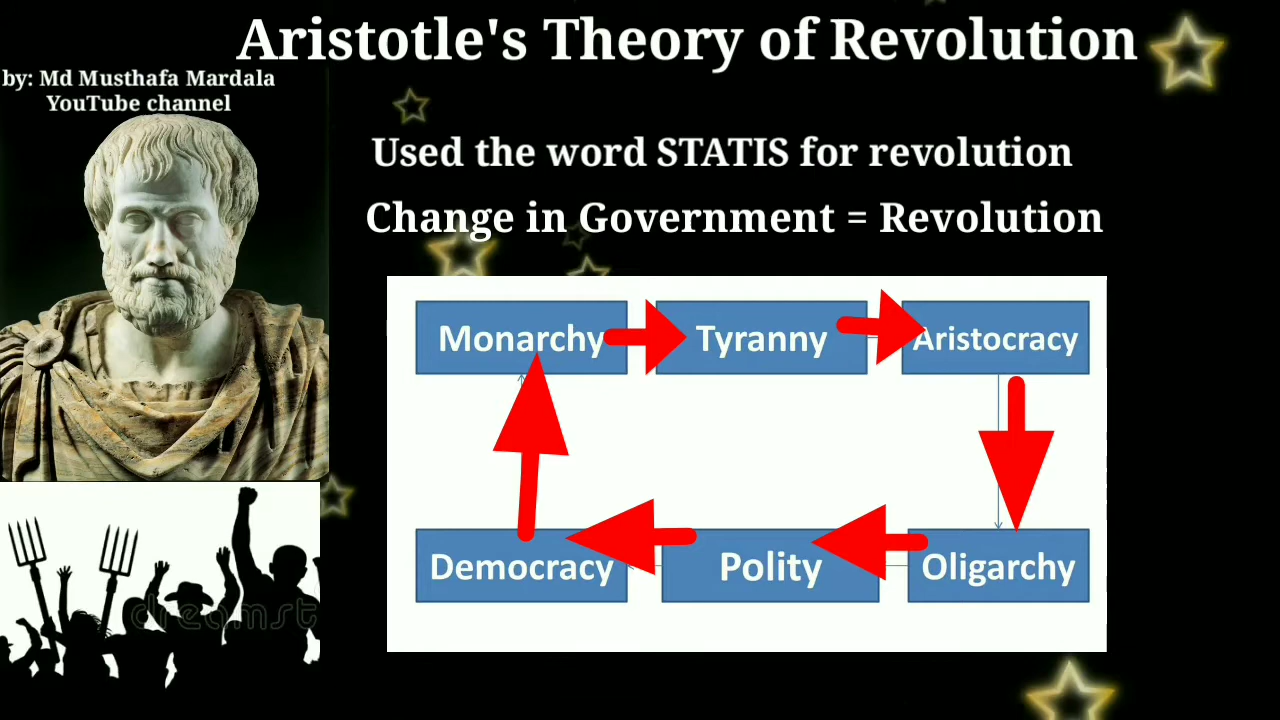 Aristotle's Theory of Revolution
by: Md Musthafa Mardala
YouTube channel
Used the word STATIS for revolution
Change in Government = Revolution
Monarchy
Tyranny
Aristocracy
Democracy
Polity
Oligarchy
dreamst